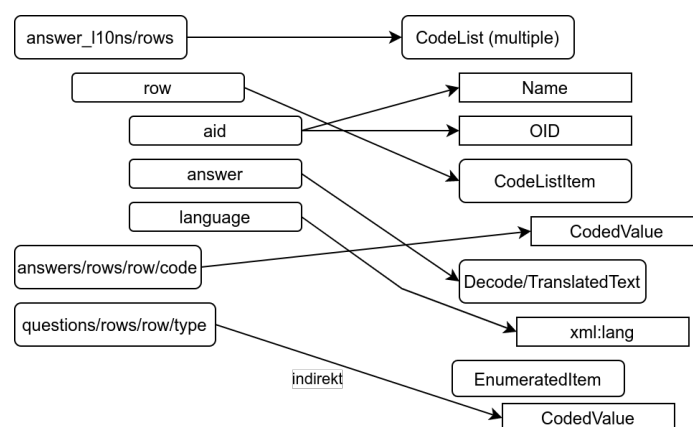 answer_l10ns/rows
CodeList (multiple)
row
Name
aid
OID
answer
CodeListItem
language
CodedValue
answers/rows/row/code
Decode/TranslatedText
questions/rows/row/type
xml:lang
indirekt
EnumeratedItem
CodedValue